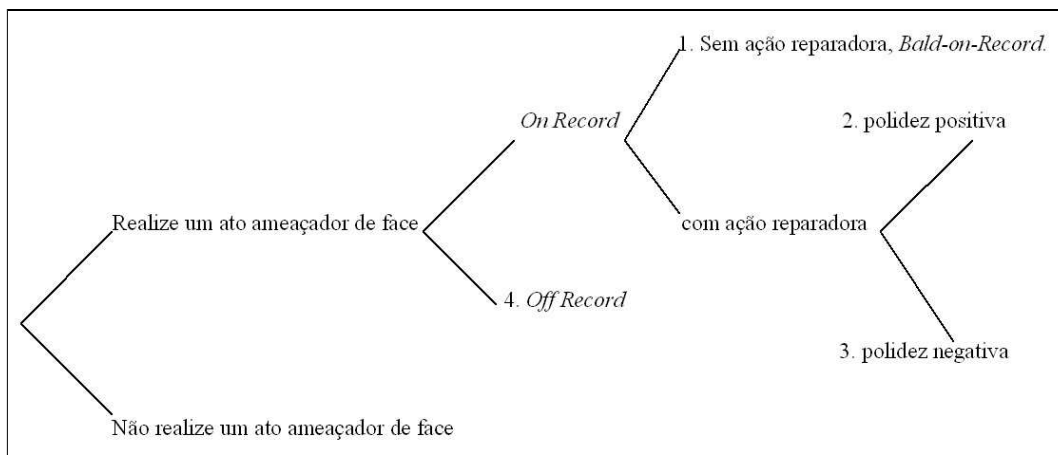 1. Sem ação reparadora, Bald-on-Record.
On Record
2. polidez positiva
Realize um ato ameaçador de face
com ação reparadora
4. Off Record
3. polidez negativa
Não realize um ato ameaçador de face